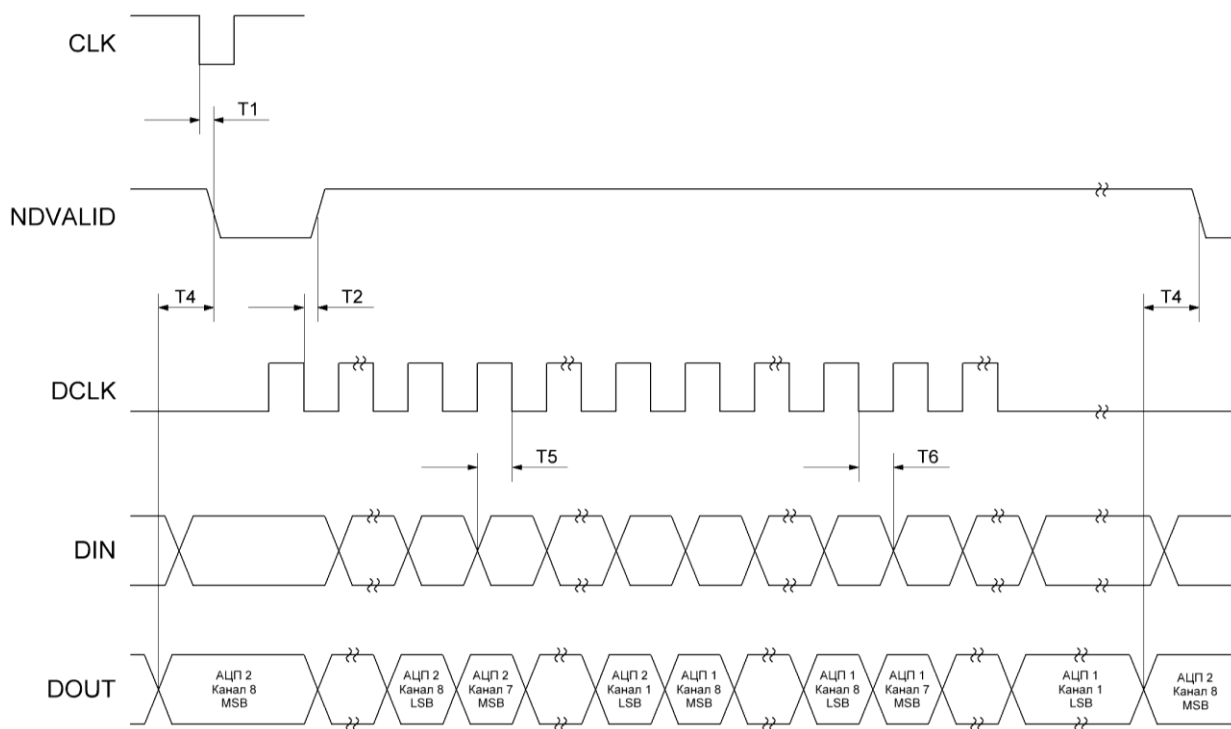 CLK
T1
NDVALID
T4
T2
T4
DCLK
T5
T6
DIN
DOUT
АЦП 2
Канал 8
MSB
АЦП 2
Канал 8
LSB
АЦП 2
Канал 7
MSB
АЦП 2
Канал 1
LSB
АЦП 1
Канал 8
MSB
АЦП 1
Канал 8
LSB
АЦП 1
Канал 7
MSB
АЦП 1
Канал 1
LSB
АЦП 2
Канал 8
MSB